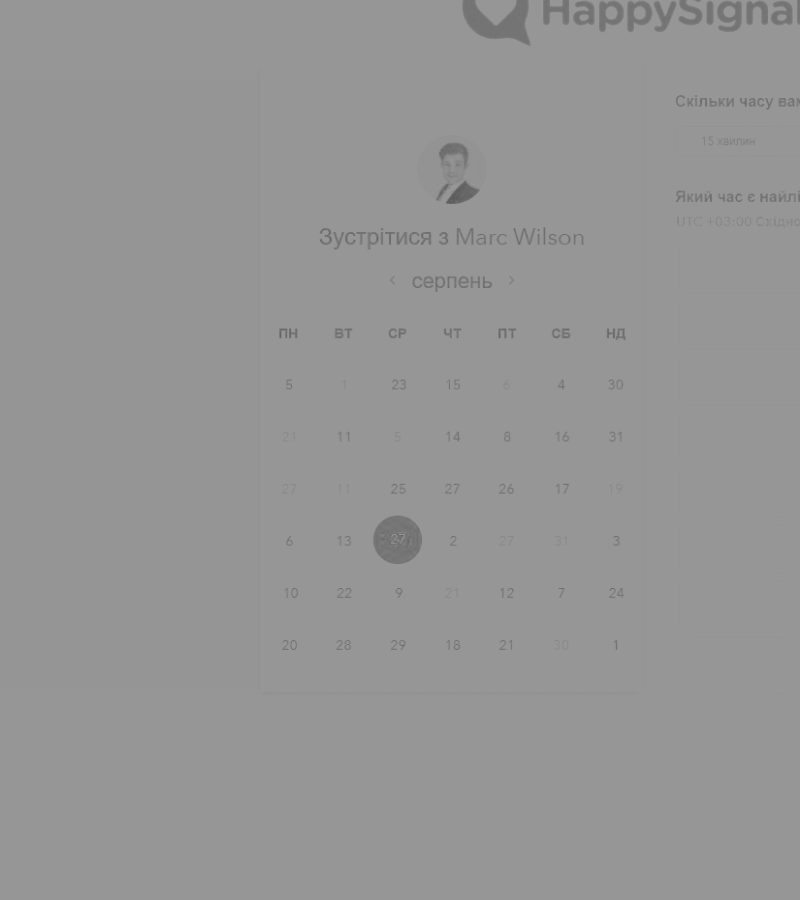 HappySignal
Зустрітися з Marc Wilson
‹ серпень ›
ПН ВТ СР ЧТ ПТ СБ НД
5 1 23 15 6 4 30
21 11 5 14 8 16 31
27 11 25 27 26 17 19
6 13 27 2 27 31 3
10 22 9 21 12 7 24
20 28 29 18 21 30 1
Скільки часу вам
15 хвилин
Який час є найлі
UTC +03:00 Східно